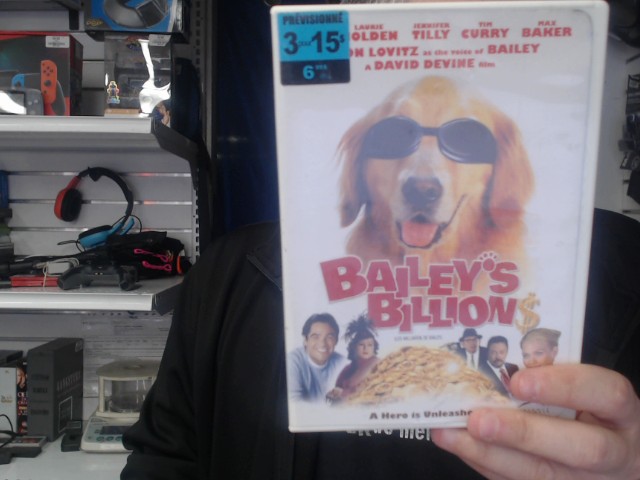 PRÉVISIONNÉ
3 pour 15$
6
LAURIE JENNIFER TIM MAX
OLDEN TILLY CURRY BAKER
ON LOVITZ as the voice of BAILEY
A DAVID DEVINE film
BAILEY'S
BILLION$
A Hero is Unleashe